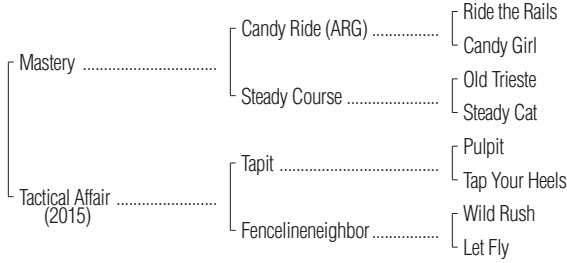 Ride the Rails
Candy Ride (ARG) ................
Candy Girl
Mastery ................................
Old Trieste
Steady Course ......................
Steady Cat
Pulpit
Tapit ......................................
Tap Your Heels
Tactical Affair ........................
(2015)
Wild Rush
Fencelineneighbor ................
Let Fly